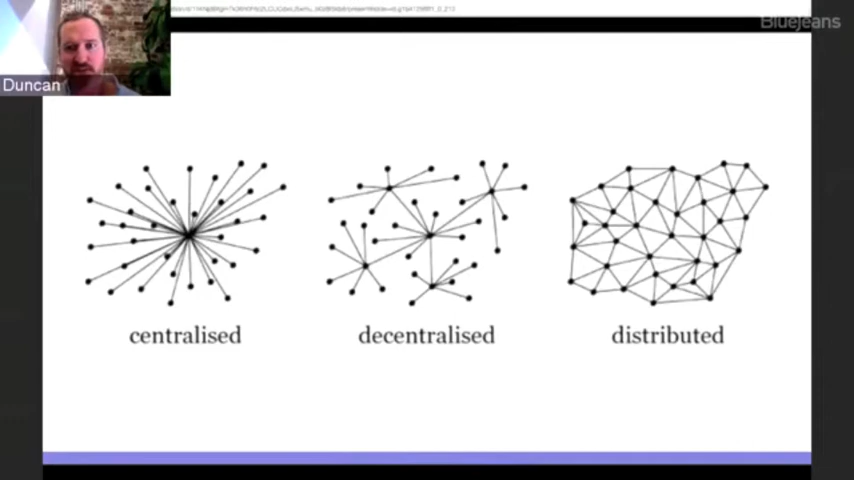 BlueJeans
Duncan
centralised
decentralised
distributed